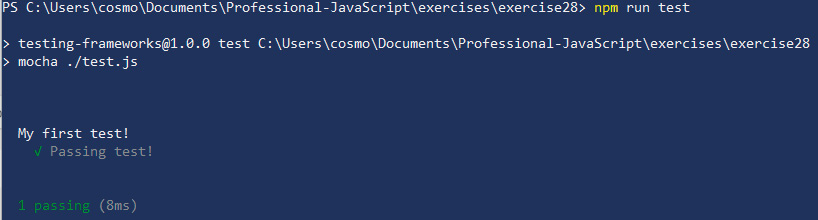 PS C:\Users\cosmo\Documents\Professional-JavaScript\exercises\exercise28> npm run test
> testing-frameworks@1.0.0 test C:\Users\cosmo\Documents\Professional-JavaScript\exercises\exercise28
> mocha ./test.js
My first test!
√ Passing test!
1 passing (8ms)